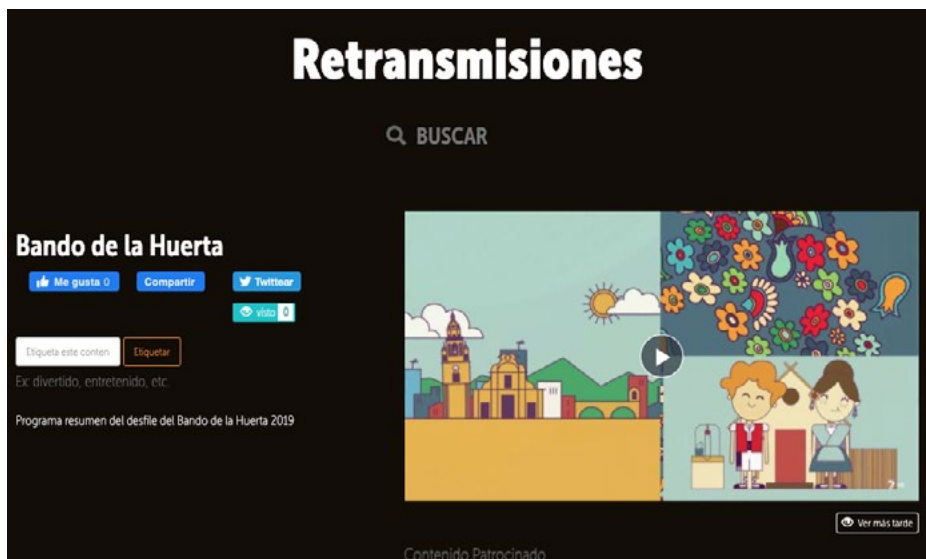 Retransmisiones
BUSCAR
Bando de la Huerta
Me gusta 0
Compartir
Twittear
visto 0
Etiqueta este conten
Etiquetar
Ex: divertido, entretenido, etc.
Programa resumen del desfile del Bando de la Huerta 2019
Ver más tarde
Contenido Patrocinado